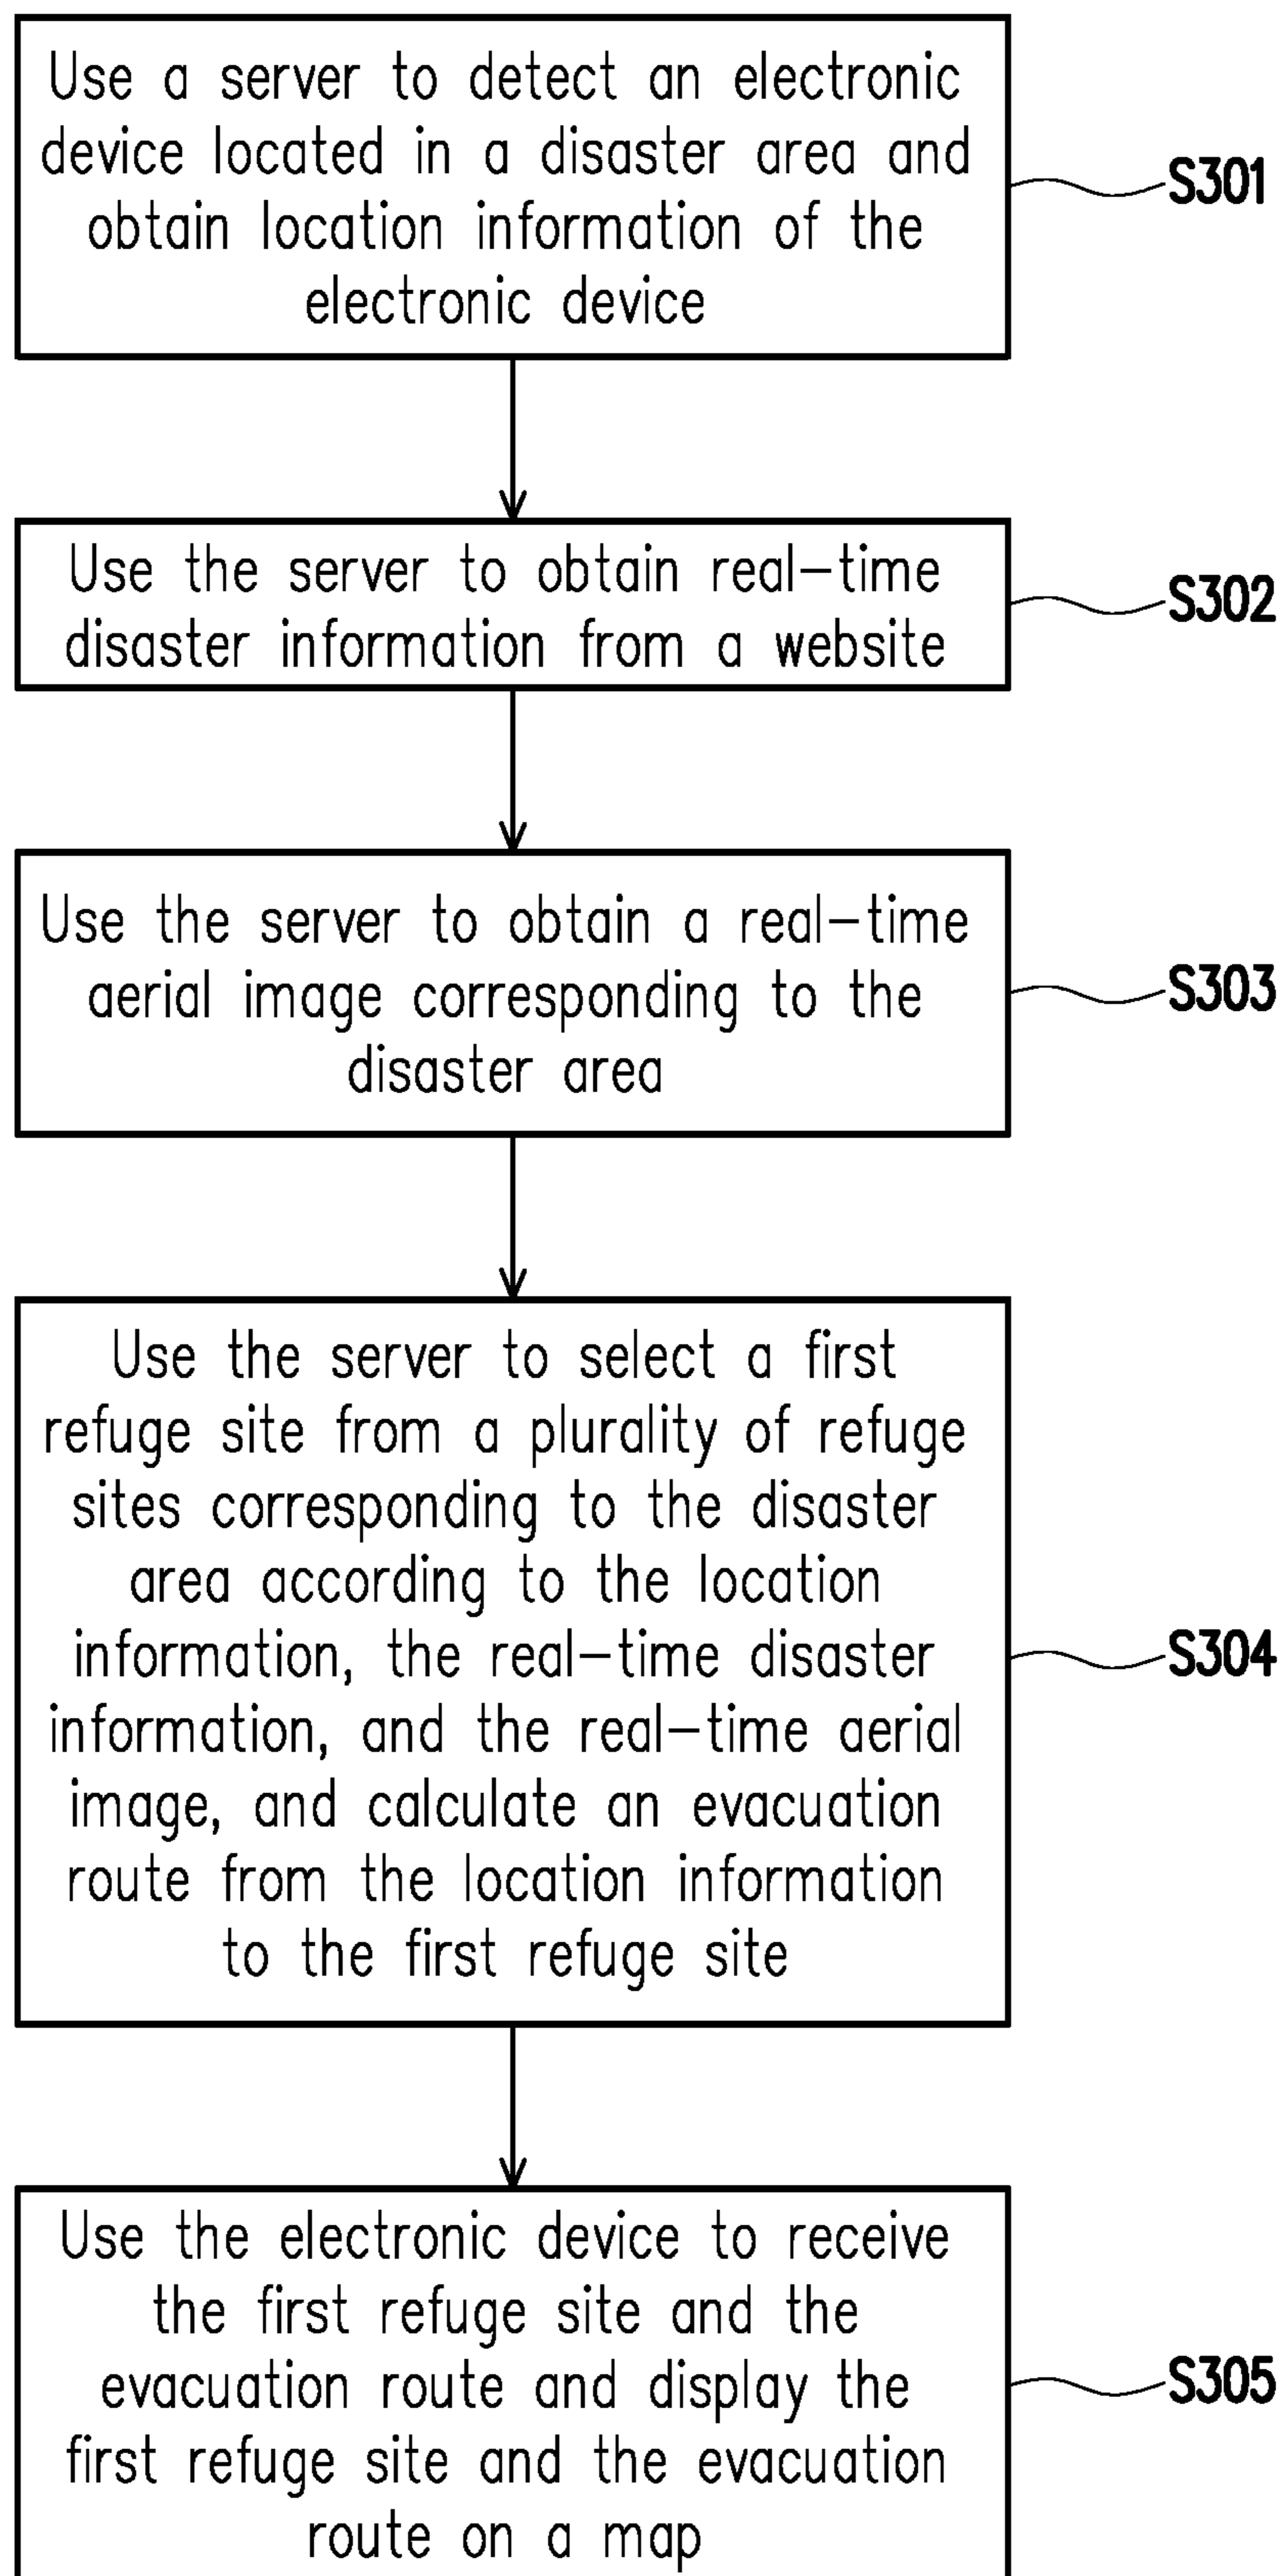 Use a server to detect an electronic
device located in a disaster area and
obtain location information of the
electronic device
S301
Use the server to obtain real-time
disaster information from a website
S302
Use the server to obtain a real-time
aerial image corresponding to the
disaster area
S303
Use the server to select a first
refuge site from a plurality of refuge
sites corresponding to the disaster
area according to the location
information, the real-time disaster
information, and the real-time aerial
image, and calculate an evacuation
route from the location information
to the first refuge site
S304
Use the electronic device to receive
the first refuge site and the
evacuation route and display the
first refuge site and the evacuation
route on a map
S305